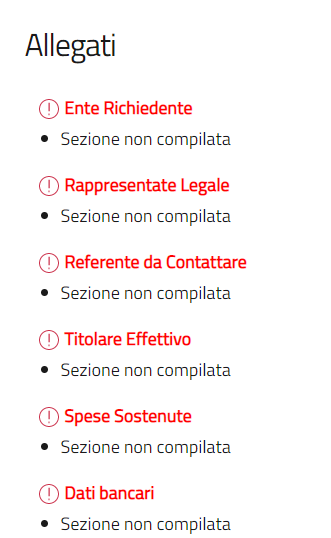 Allegati
Ente Richiedente
Sezione non compilata
Rappresentate Legale
Sezione non compilata
Referente da Contattare
Sezione non compilata
Titolare Effettivo
Sezione non compilata
Spese Sostenute
Sezione non compilata
Dati bancari
Sezione non compilata